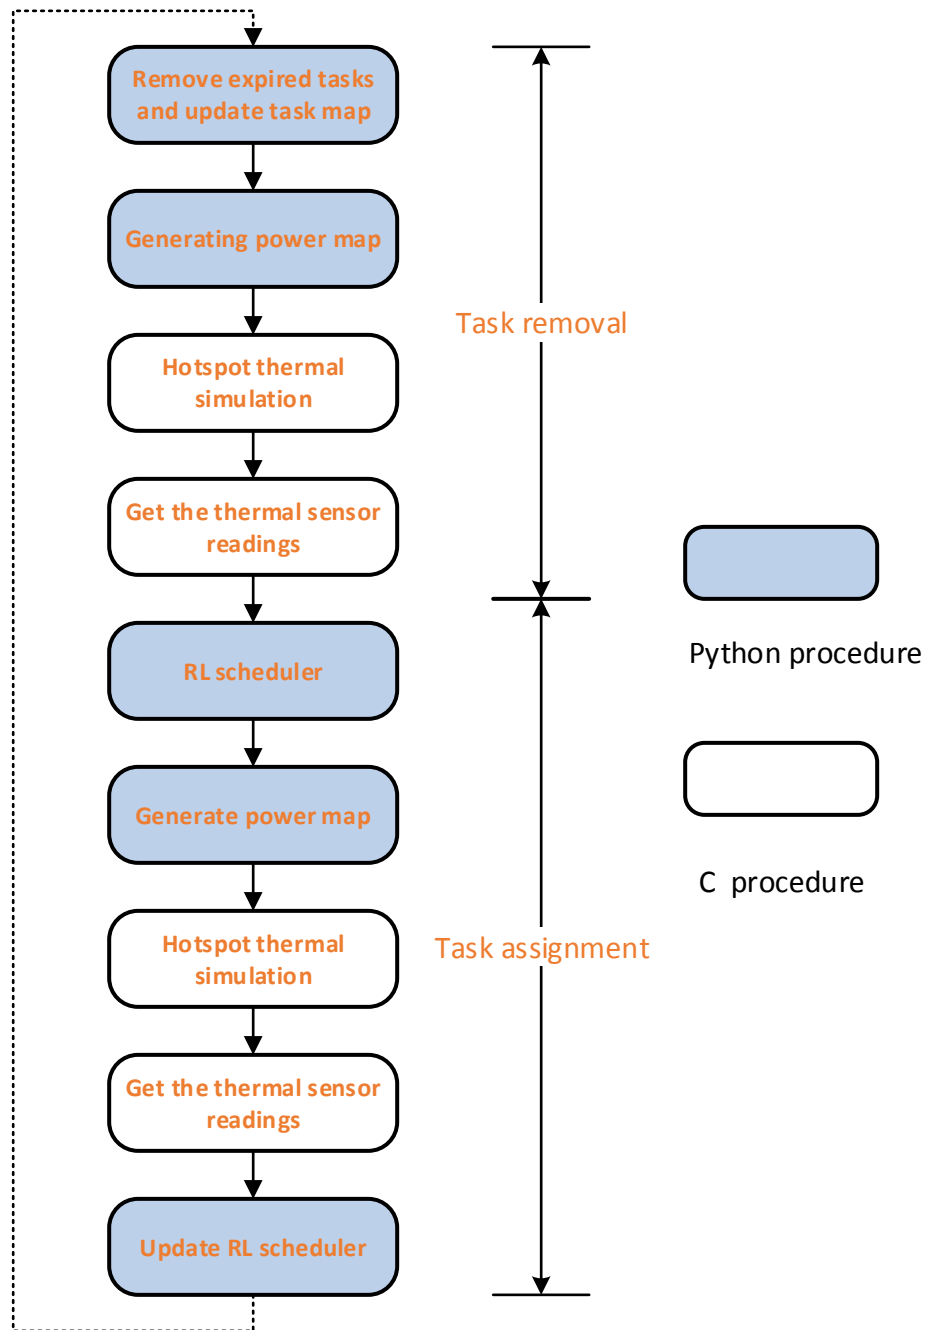 Remove expired tasks
and update task map
Generating power map
Hotspot thermal
simulation
Get the thermal sensor
readings
RL scheduler
Generate power map
Hotspot thermal
simulation
Get the thermal sensor
readings
Update RL scheduler
Task removal
Task assignment
Python procedure
C procedure